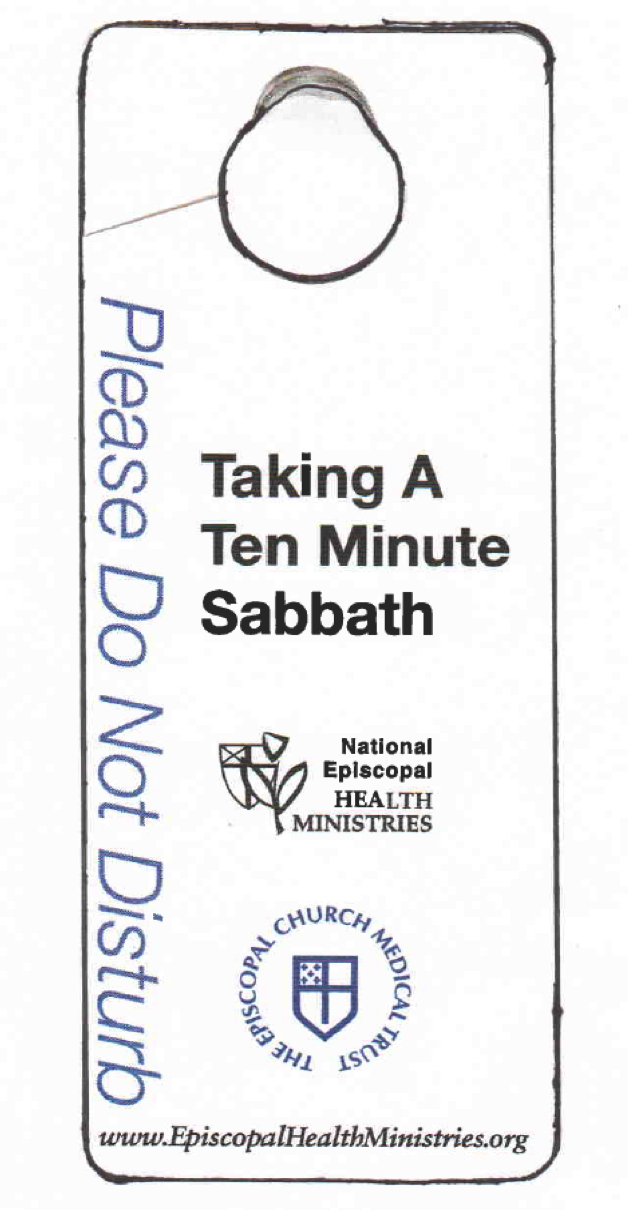 Please Do Not Disturb
Taking A
Ten Minute
Sabbath
National
Episcopal
HEALTH
MINISTRIES
THE EPISCOPAL CHURCH MEDICAL TRUST
www.EpiscopalHealthMinistries.org